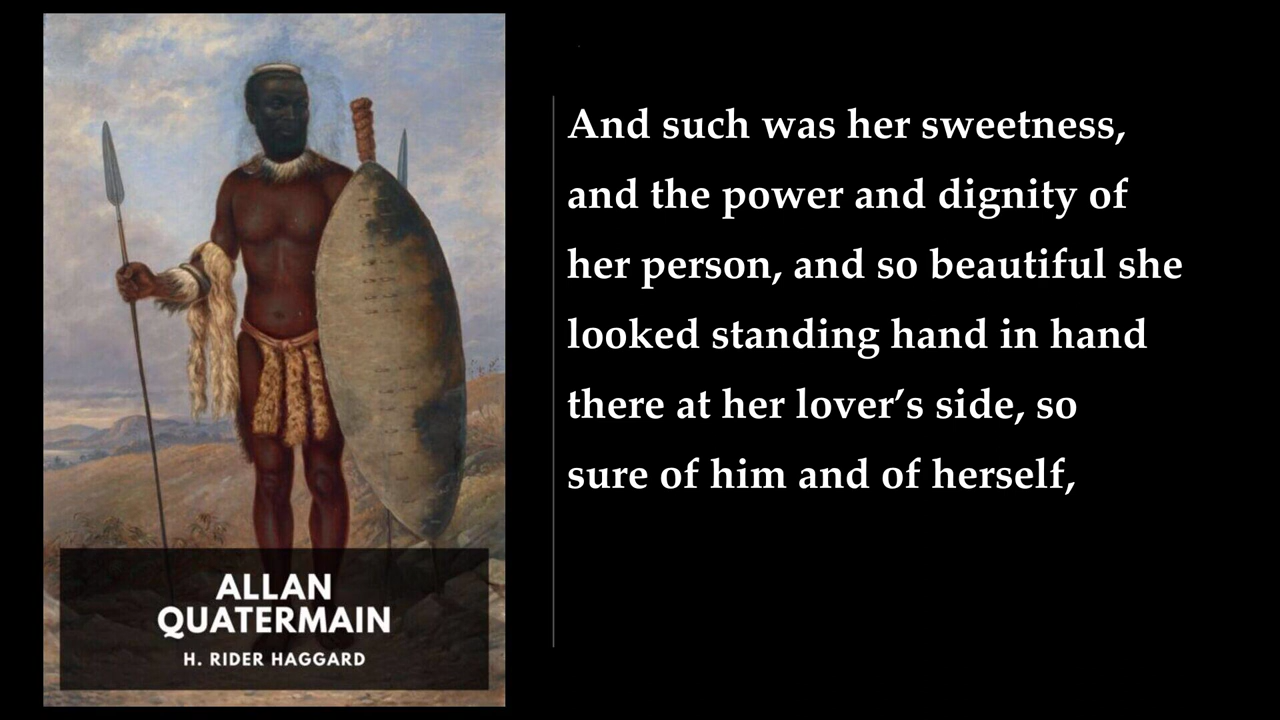 ALLAN
QUATERMAIN
H. RIDER HAGGARD
And such was her sweetness,
and the power and dignity of
her person, and so beautiful she
looked standing hand in hand
there at her lover’s side, so
sure of him and of herself,